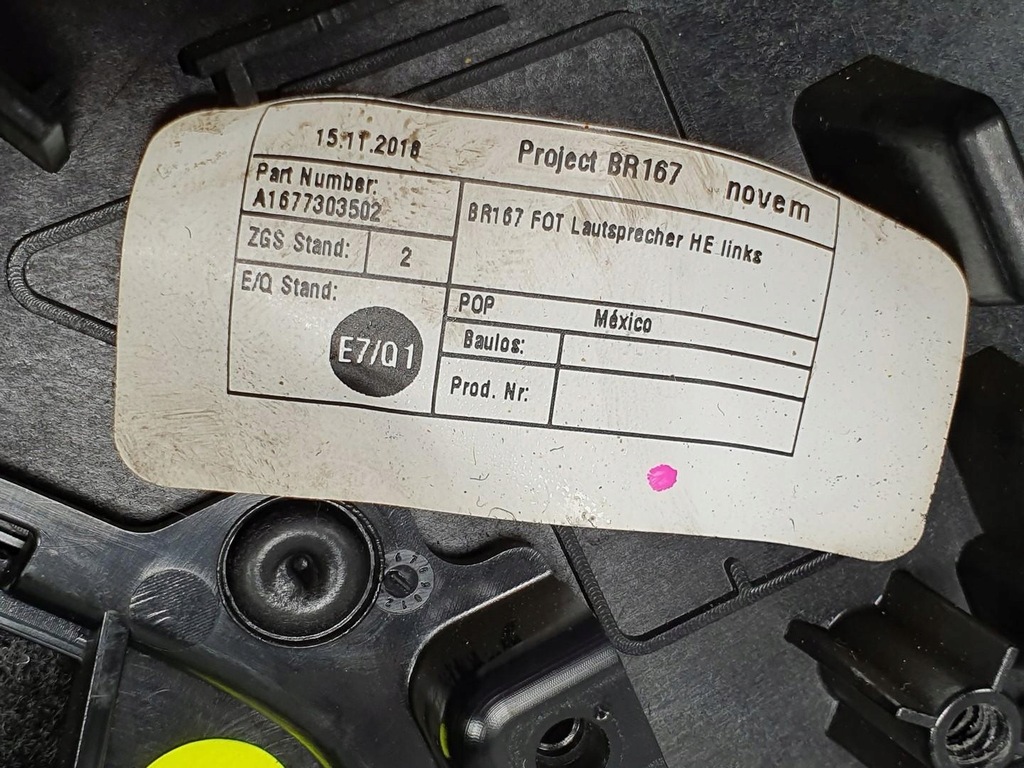 15.11.2018 Project BR167 novem
Part Number:
A1677303502
BR167 FOT Lautsprecher HE links
ZGS Stand: 2
E/Q Stand:
E7/Q1
POP México
Baulos:
Prod. Nr: